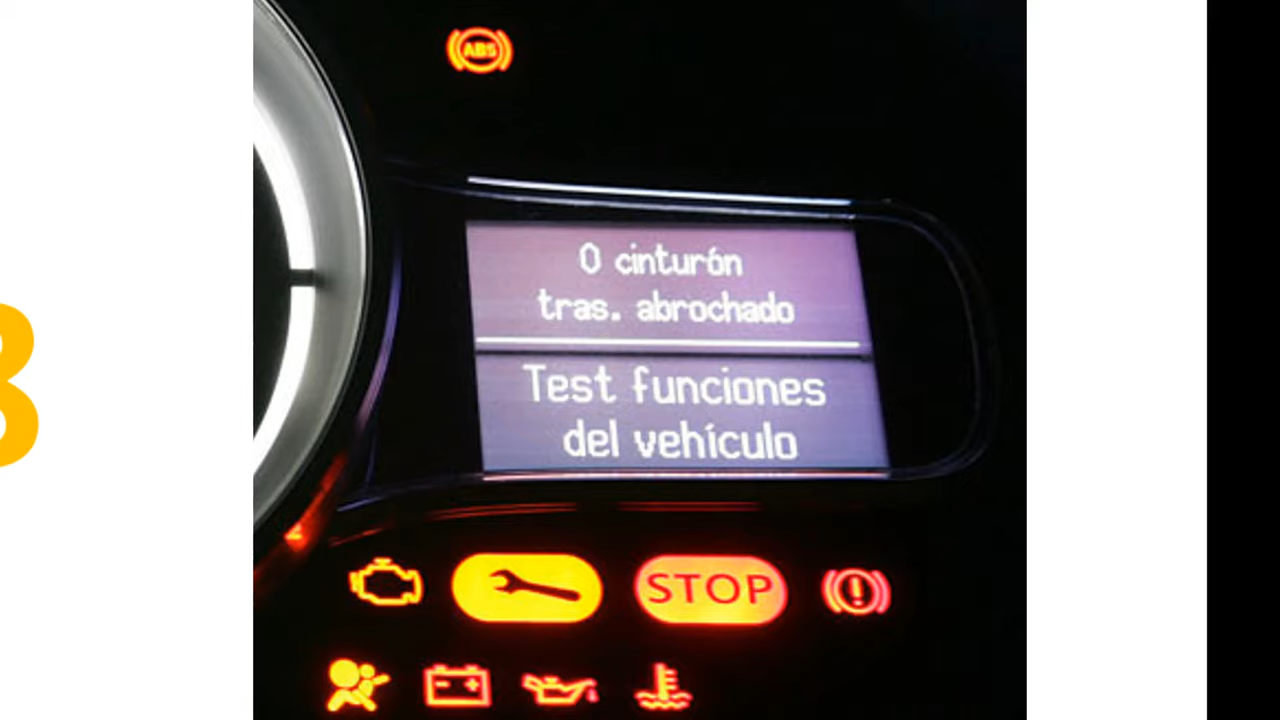 ABS
0 cinturón
tras. abrochado
Test funciones
del vehículo
STOP